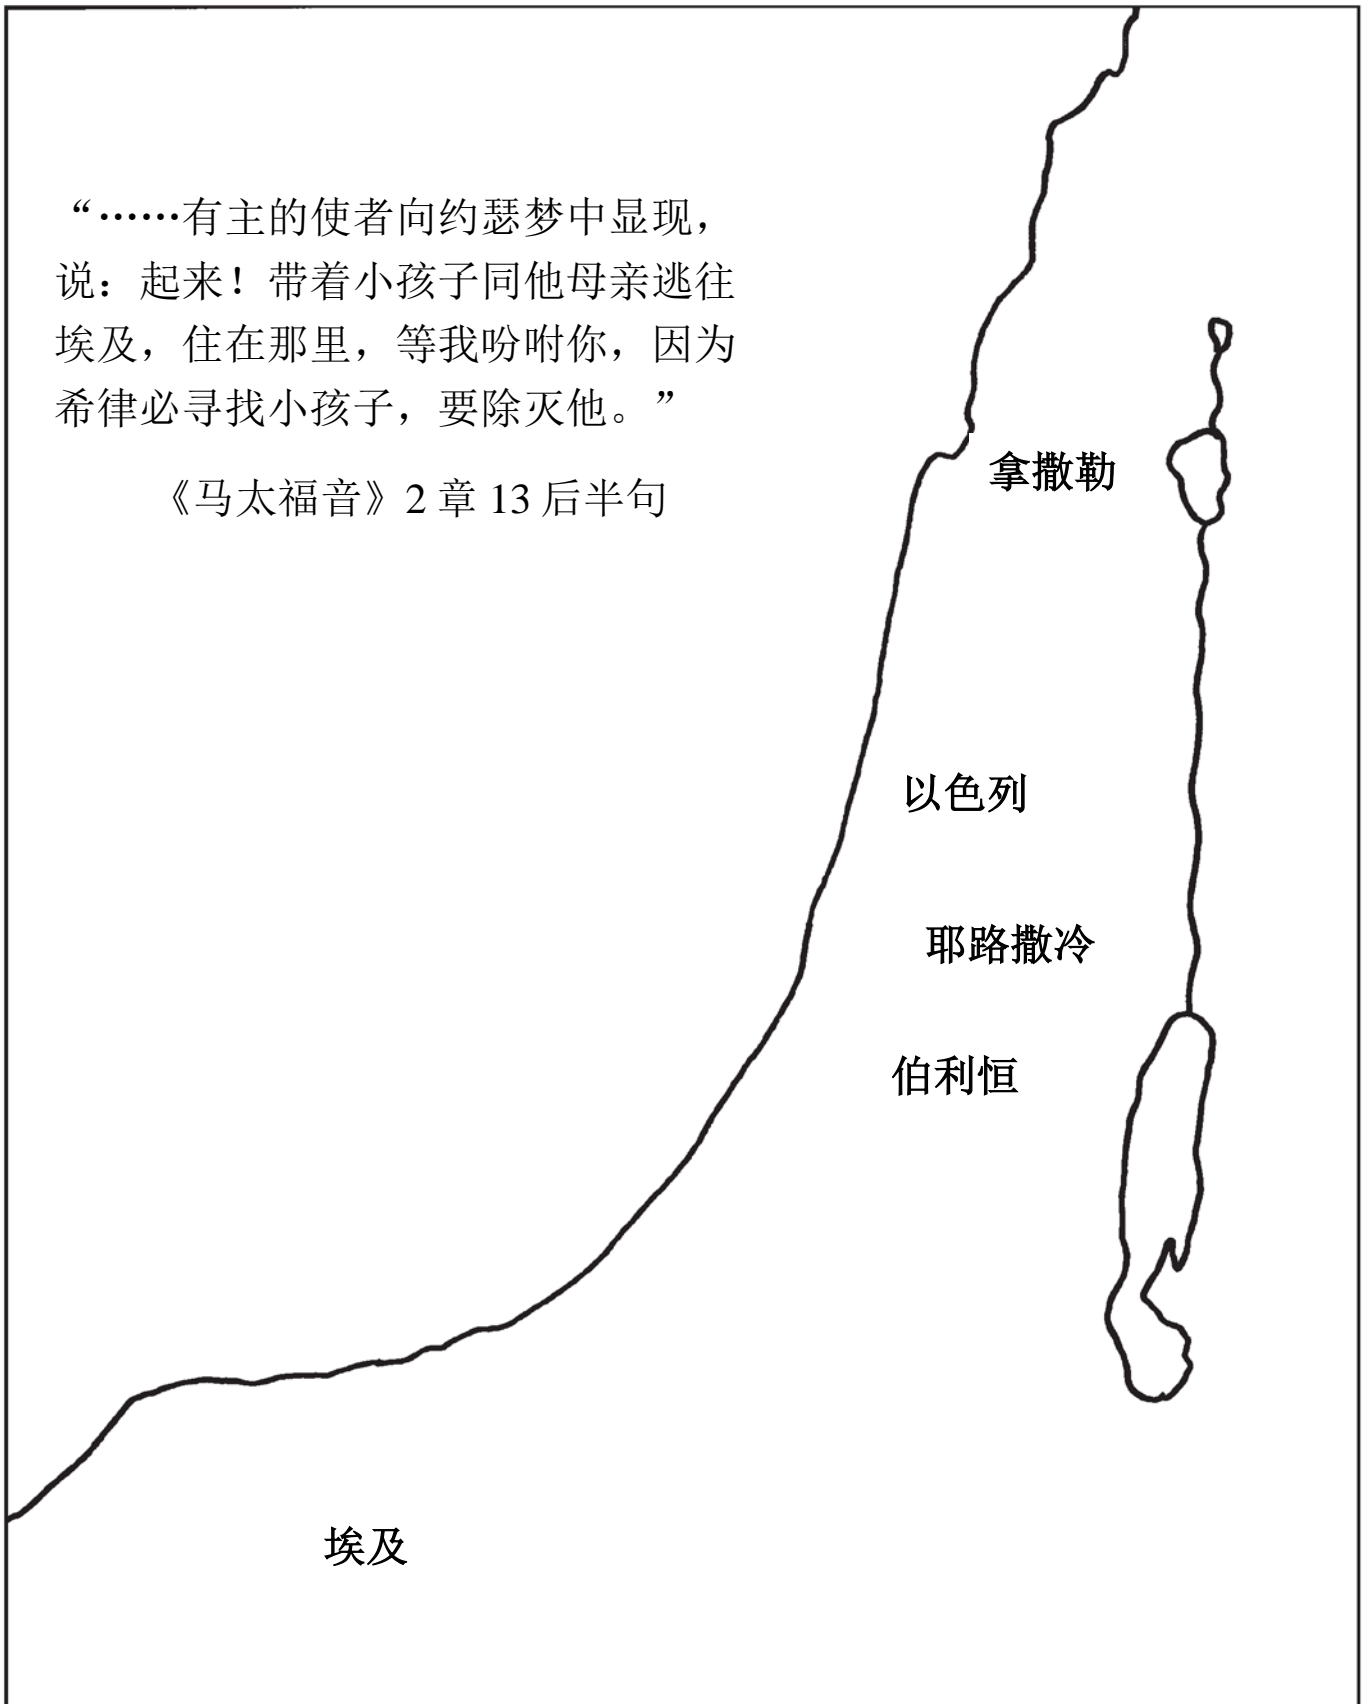 “……有主的使者向约瑟梦中显现，
说：起来！带着小孩子同他母亲逃往
埃及，住在那里，等我吩咐你，因为
希律必寻找小孩子，要除灭他。”
《马太福音》2 章 13 后半句
拿撒勒
以色列
耶路撒冷
伯利恒
埃及